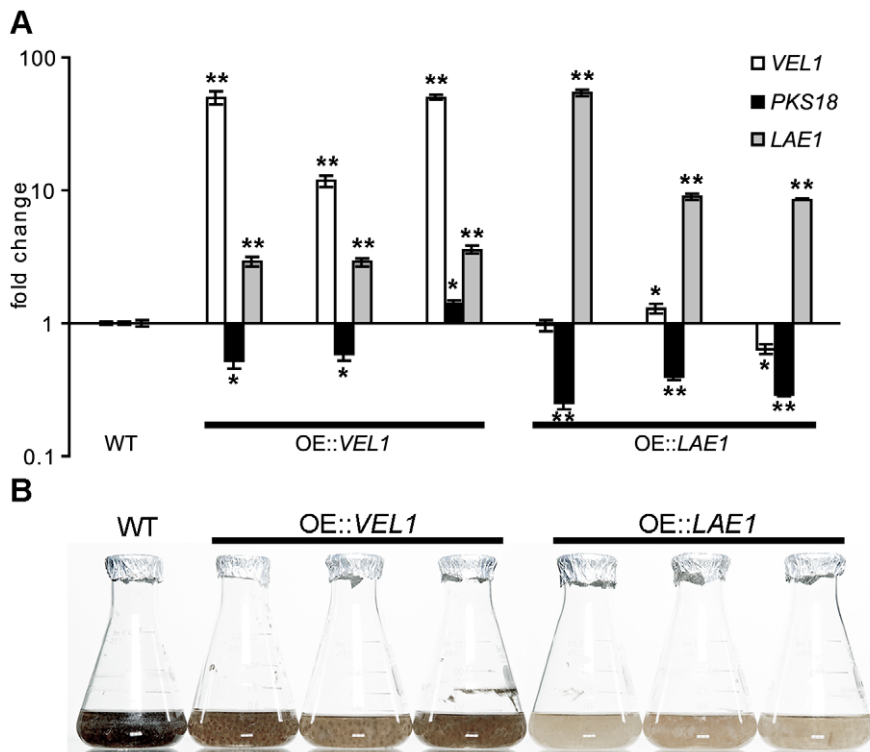 A
100
10
1
0.1
fold change
VEL1
PKS18
LAE1
** ** ** ** * ** * ** * ** ** * ** ** * ** * **
WT
OE::VEL1
OE::LAE1
B
WT
OE::VEL1
OE::LAE1